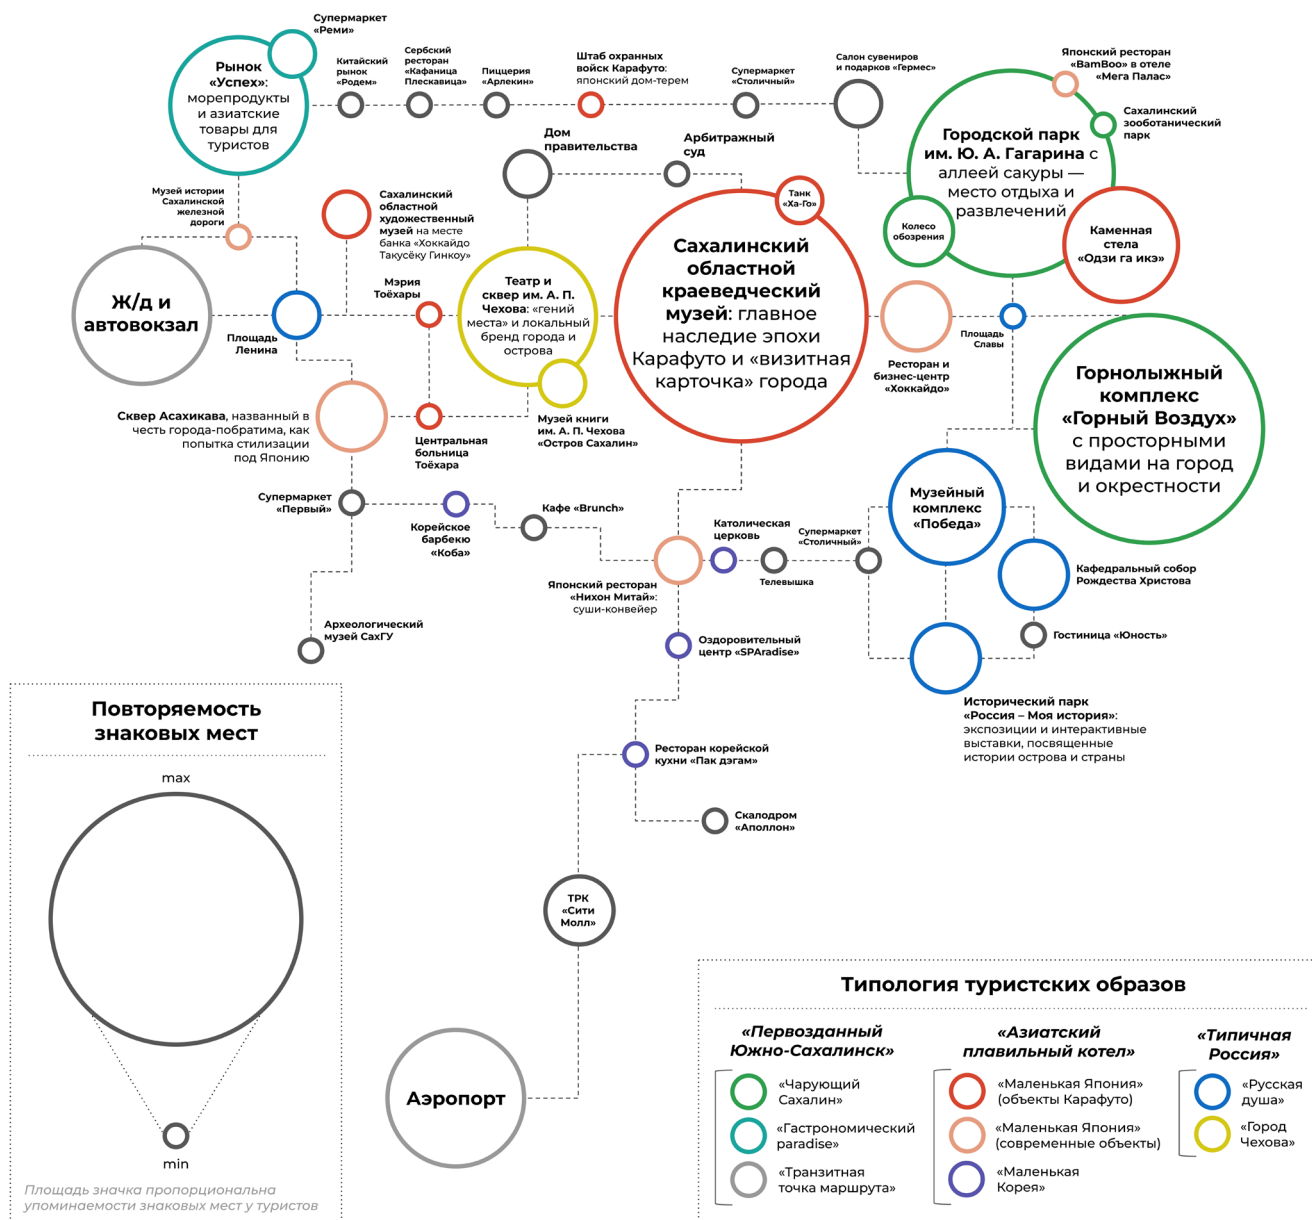 Супермаркет
«Реми»
Рынок
«Успех»:
морепродукты
и азиатские
товары для
туристов
Китайский
рынок
«Родем»
Сербский
ресторан
«Кафаница
Плескавица»
Пиццерия
«Арлекин»
Штаб охранных
войск Карафуто:
японский дом-терем
Супермаркет
«Столичный»
Салон сувениров
и подарков «Гермес»
Японский ресторан
«BamBoo» в отеле
«Мега Палас»
Сахалинский
зооботанический
парк
Городской парк
им. Ю. А. Гагарина с
аллеей сакуры —
место отдыха и
развлечений
Колесо
обозрения
Каменная
стела
«Одзи га икэ»
Дом
правительства
Арбитражный
суд
Музей истории
Сахалинской
железной
дороги
Сахалинский
областной
художественный
музей на месте
банка «Хоккайдо
Такусёку Гинкоу»
Танк
«Ха-Го»
Ж/д и
автовокзал
Площадь
Ленина
Мэрия
Тоёхары
Театр и
сквер им. А. П.
Чехова: «гений
места» и локальный
бренд города и
острова
Сахалинский
областной
краеведческий
музей: главное
наследие эпохи
Карафуто и «визитная
карточка» города
Ресторан и
бизнес-центр
«Хоккайдо»
Площадь
Славы
Горнолыжный
комплекс
«Горный Воздух»
с просторными
видами на город
и окрестности
Сквер Асахикава, названный в
честь города-побратима, как
попытка стилизации
под Японию
Центральная
больница
Тоёхара
Музей книги
им. А. П. Чехова
«Остров Сахалин»
Супермаркет
«Первый»
Корейское
барбекю
«Коба»
Кафе «Brunch»
Японский ресторан
«Нихон Митай»:
суши-конвейер
Католическая
церковь
Телевышка
Супермаркет
«Столичный»
Музейный
комплекс
«Победа»
Кафедральный собор
Рождества Христова
Гостиница «Юность»
Археологический
музей СахГУ
Оздоровительный
центр «SPAradise»
Исторический парк
«Россия – Моя история»:
экспозиции и интерактивные
выставки, посвященные
истории острова и страны
Ресторан корейской
кухни «Пак дэгам»
Скалодром
«Аполлон»
ТРК
«Сити
Молл»
Аэропорт
Повторяемость
знаковых мест
max
min
Площадь значка пропорциональна
упоминаемости знаковых мест у туристов
Типология туристских образов
«Первозданный
Южно-Сахалинск»
«Чарующий
Сахалин»
«Гастрономический
paradise»
«Транзитная
точка маршрута»
«Азиатский
плавильный котел»
«Маленькая Япония»
(объекты Карафуто)
«Маленькая Япония»
(современные объекты)
«Маленькая
Корея»
«Типичная
Россия»
«Русская
душа»
«Город
Чехова»